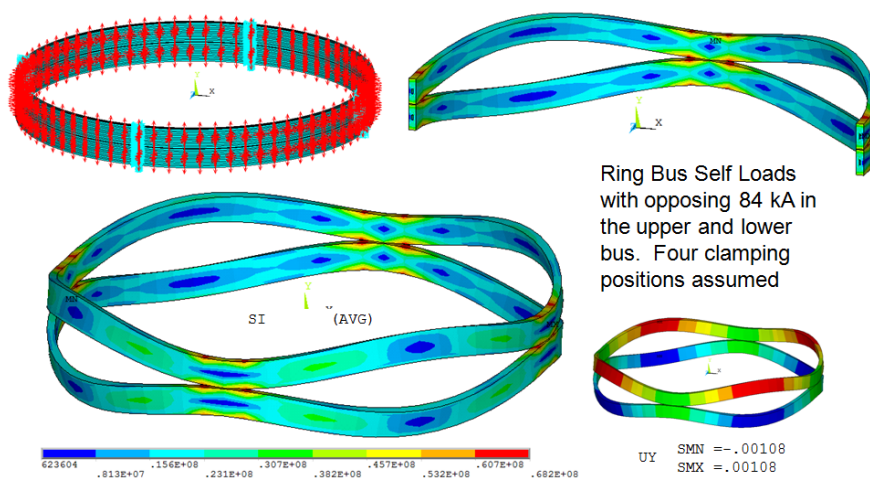 Y
X
MN
Y
X
Ring Bus Self Loads
with opposing 84 kA in
the upper and lower
bus. Four clamping
positions assumed
MN
Y
SI (AVG)
X
UY SMN =-.00108
SMX =.00108
623604 .156E+08 .307E+08 .457E+08 .607E+08
.813E+07 .231E+08 .382E+08 .532E+08 .682E+08